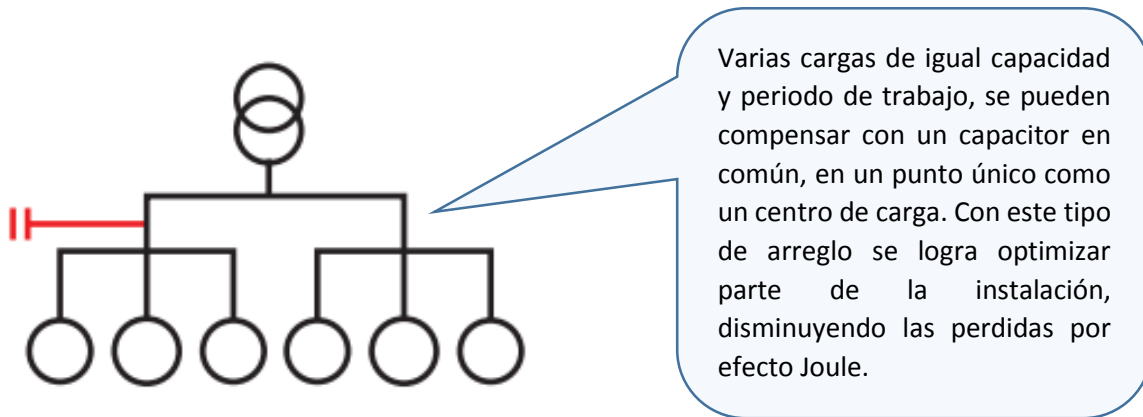 Varias cargas de igual capacidad
y periodo de trabajo, se pueden
compensar con un capacitor en
común, en un punto único como
un centro de carga. Con este tipo
de arreglo se logra optimizar
parte de la instalación,
disminuyendo las perdidas por
efecto Joule.